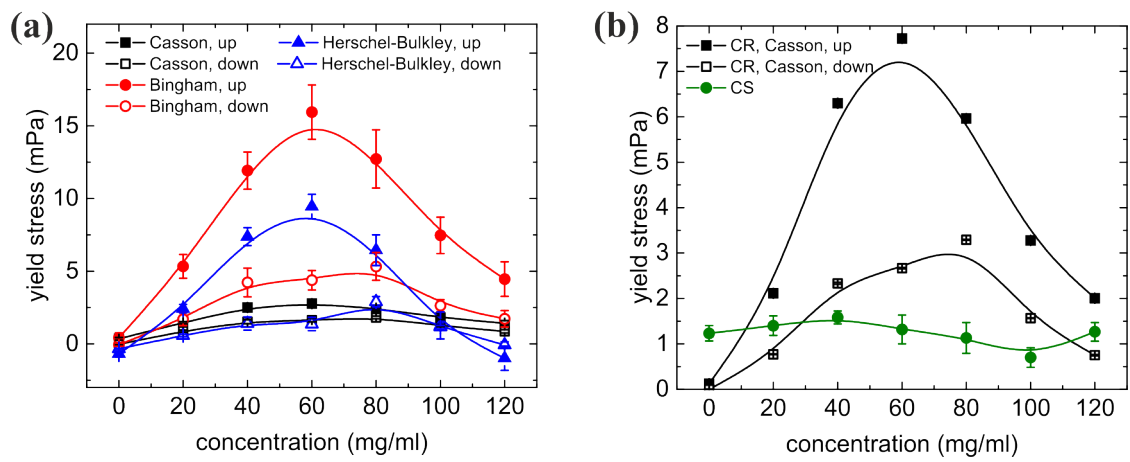 (a)
Casson, up
Casson, down
Bingham, up
Bingham, down
Herschel-Bulkley, up
Herschel-Bulkley, down
20
15
10
5
0
yield stress (mPa)
0 20 40 60 80 100 120
concentration (mg/ml)
(b)
CR, Casson, up
CR, Casson, down
CS
8
7
6
5
4
3
2
1
0
yield stress (mPa)
0 20 40 60 80 100 120
concentration (mg/ml)